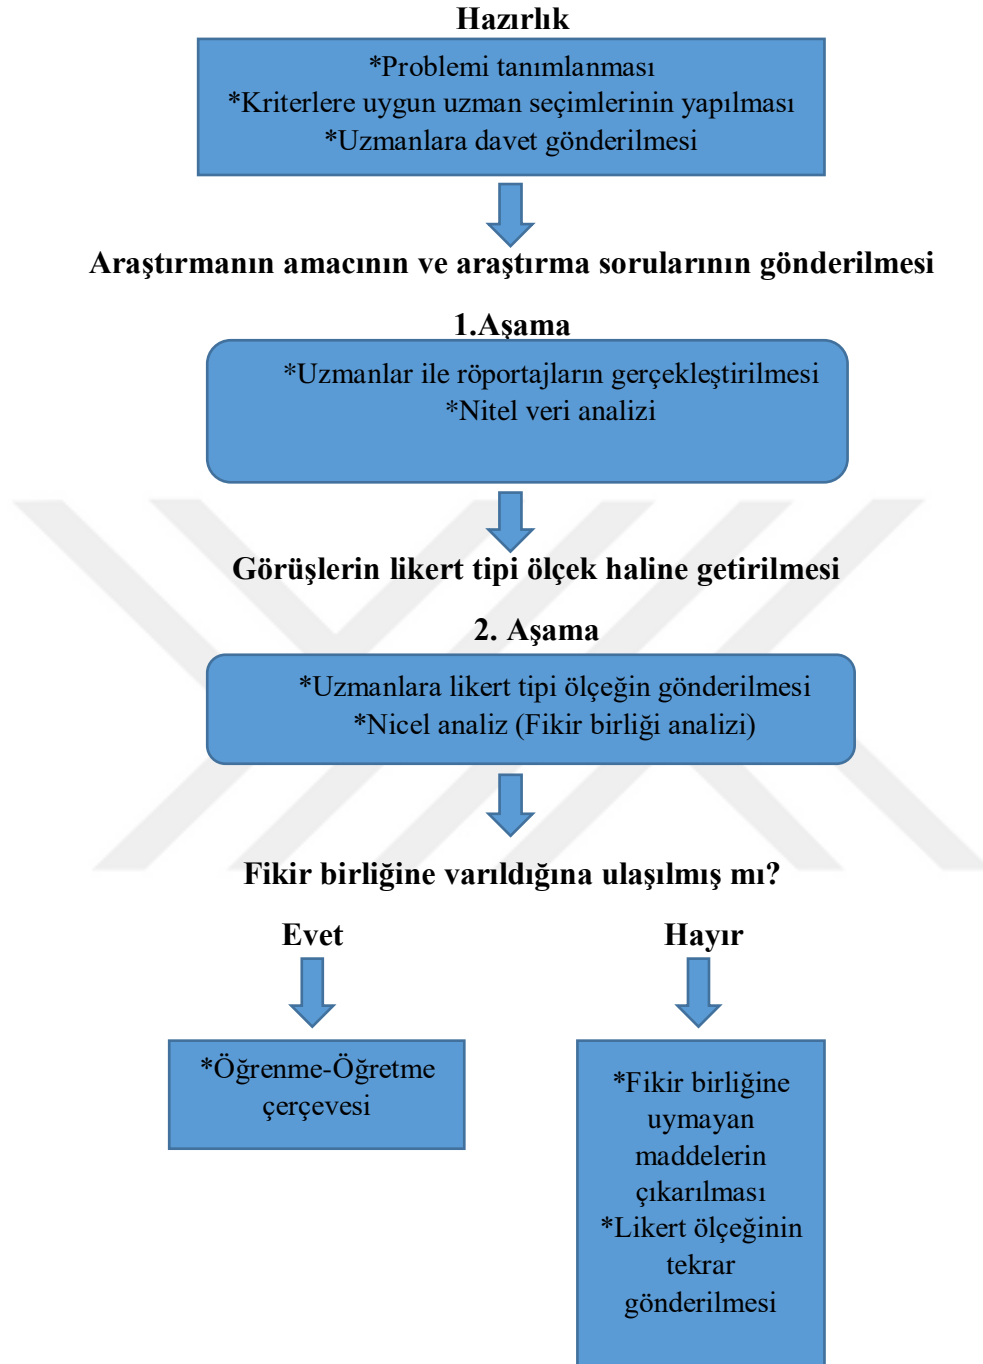 Hazırlık
*Problemi tanımlanması
*Kriterlere uygun uzman seçimlerinin yapılması
*Uzmanlara davet gönderilmesi
Araştırmanın amacının ve araştırma sorularının gönderilmesi
1.Aşama
*Uzmanlar ile röportajların gerçekleştirilmesi
*Nitel veri analizi
Görüşlerin likert tipi ölçek haline getirilmesi
2. Aşama
*Uzmanlara likert tipi ölçeğin gönderilmesi
*Nicel analiz (Fikir birliği analizi)
Fikir birliğine varıldığına ulaşılmış mı?
Evet
*Öğrenme-Öğretme
çerçevesi
Hayır
*Fikir birliğine
uymayan
maddelerin
çıkarılması
*Likert ölçeğinin
tekrar
gönderilmesi